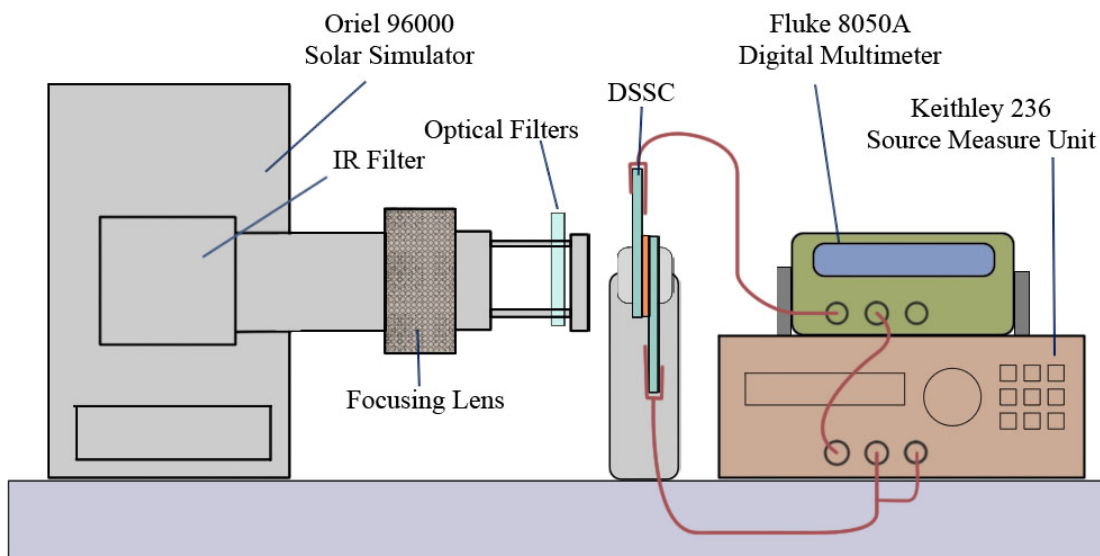 Oriel 96000
Solar Simulator
IR Filter
Optical Filters
Focusing Lens
DSSC
Fluke 8050A
Digital Multimeter
Keithley 236
Source Measure Unit